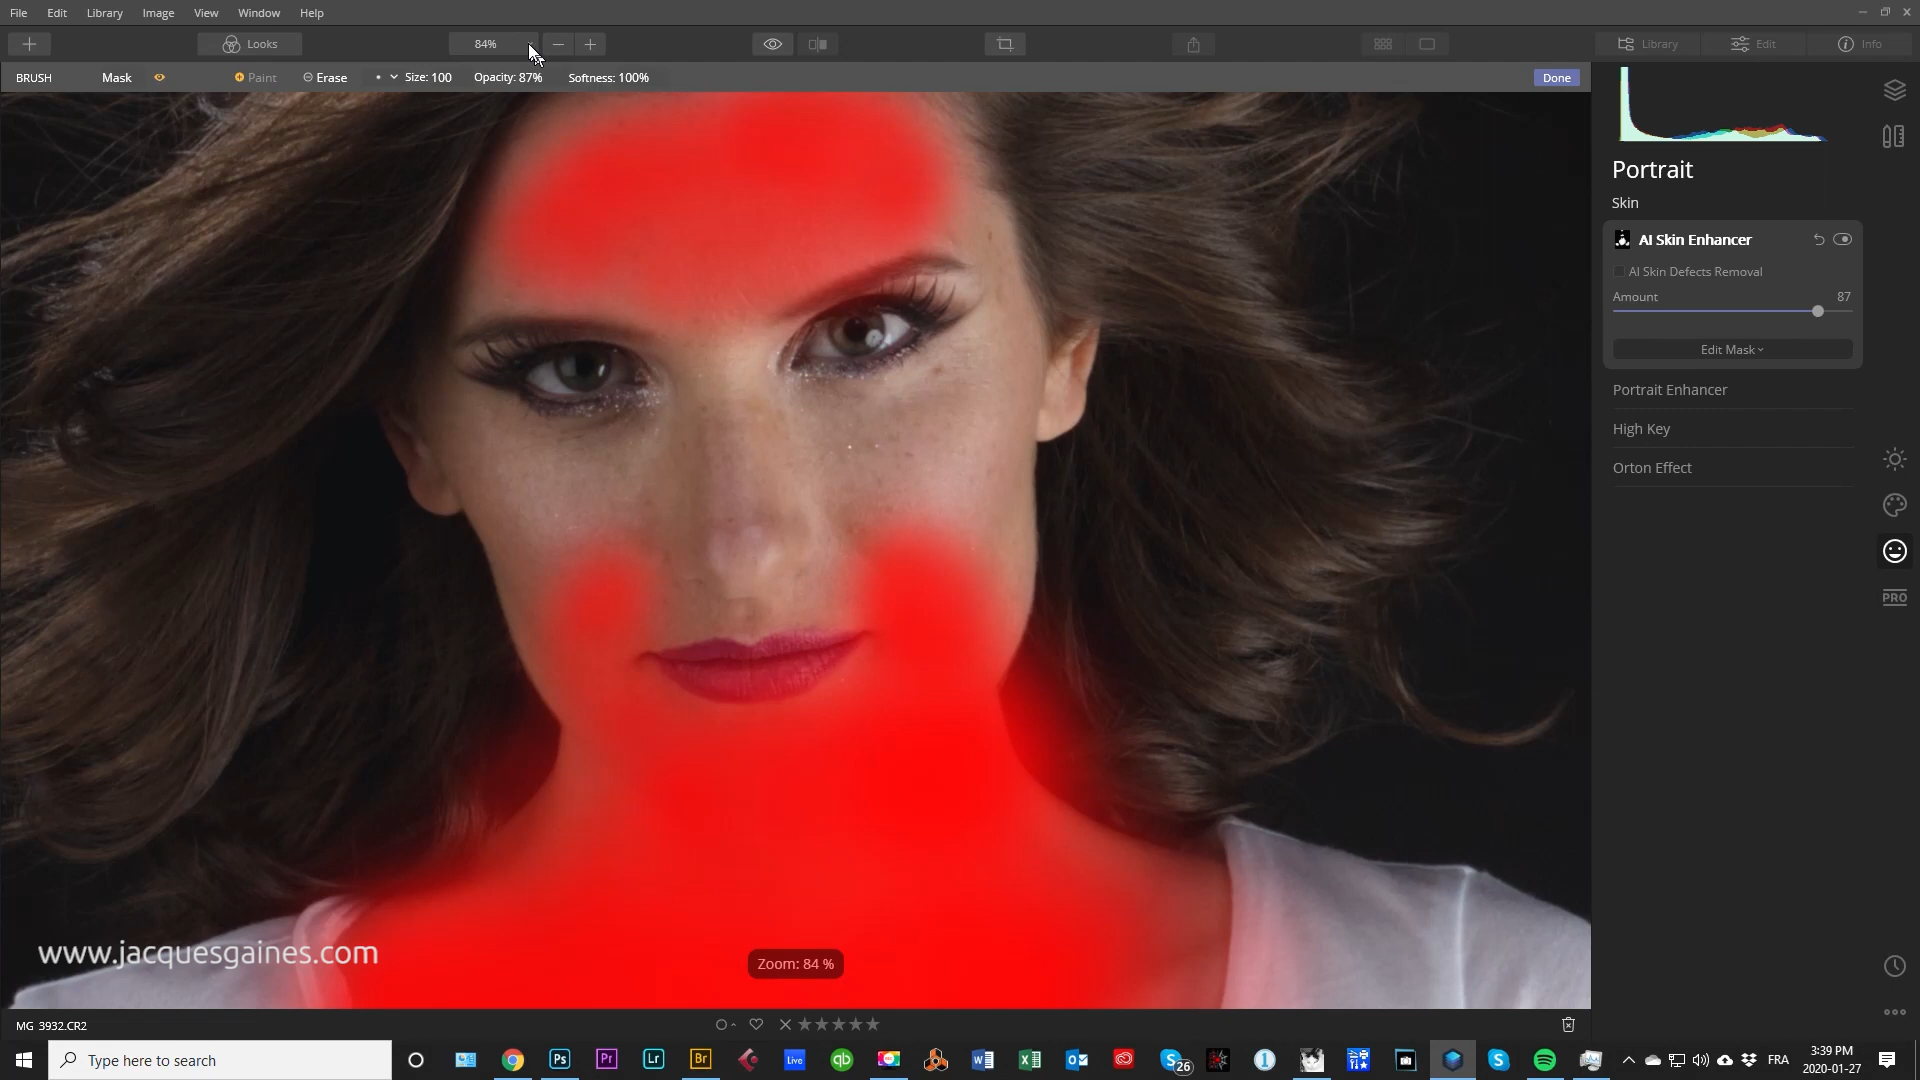 File Edit Library Image View Window Help
Looks 84% Library Edit Info
BRUSH Mask Paint Erase Size: 100 Opacity: 87% Softness: 100% Done
Portrait
Skin
AI Skin Enhancer
AI Skin Defects Removal
Amount 87
Edit Mask
Portrait Enhancer
High Key
Orton Effect
PRO
www.jacquesgaines.com
Zoom: 84 %
MG 3932.CR2
Type here to search
Ps Pr Lr Br Live qb 26 1 FRA
3:39 PM
2020-01-27